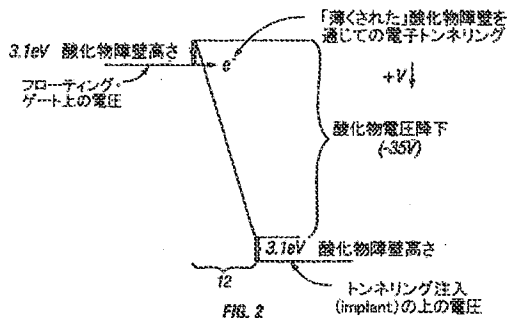 「薄くされた」酸化物障壁を
通じての電子トンネリング
3.1eV 酸化物障壁高さ
e
フローティング・
ゲート上の電圧
+V
酸化物電圧降下
(-35V)
3.1eV 酸化物障壁高さ
12
トンネリング注入
(implant)の上の電圧
FIG. 2